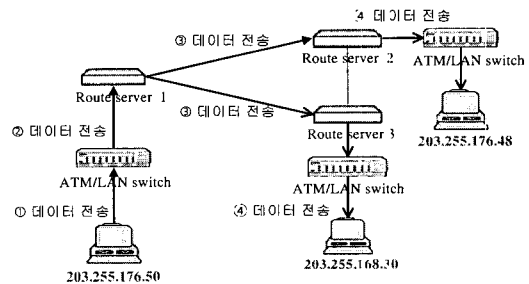 ④ 데이터 전송
③ 데이터 전송
Route server 2
ATM/LAN switch
Route server 1
③ 데이터 전송
203.255.176.48
② 데이터 전송
Route server 3
ATM/LAN switch
ATM/LAN switch
① 데이터 전송
④ 데이터 전송
203.255.176.50
203.255.168.30